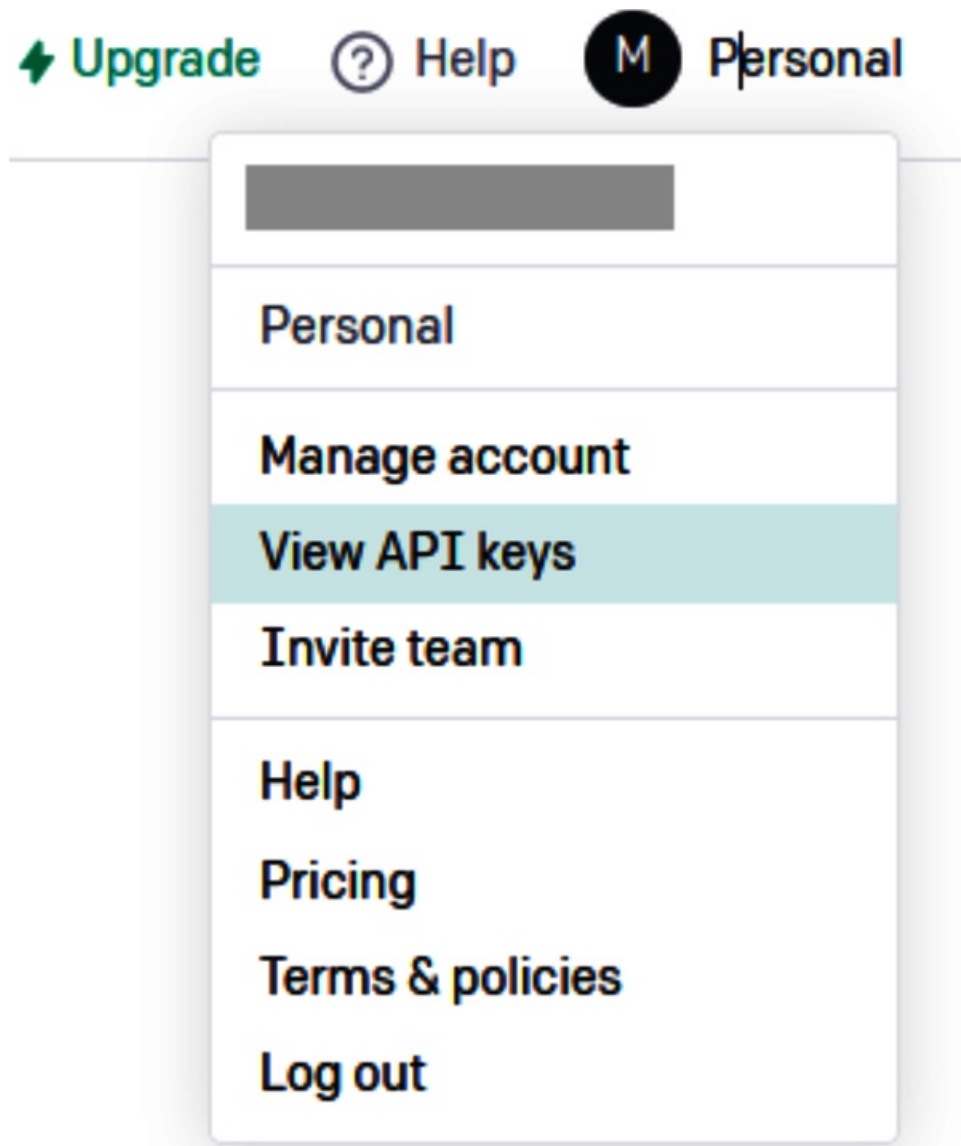 Upgrade ? Help M Personal
Personal
Manage account
View API keys
Invite team
Help
Pricing
Terms & policies
Log out